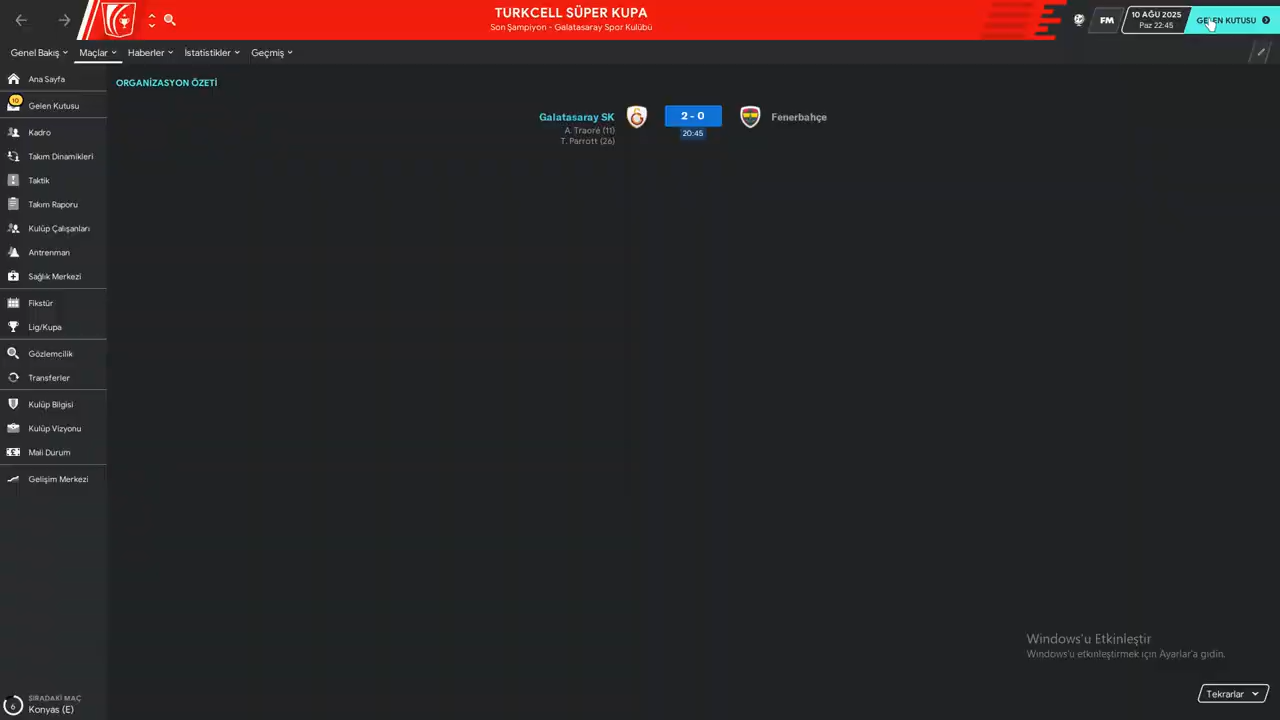 TURKCELL SÜPER KUPA
Son Şampiyon - Galatasaray Spor Kulübü
FM
10 AĞU 2025
Paz 22:45
GELEN KUTUSU
Genel Bakış
Maçlar
Haberler
İstatistikler
Geçmiş
Ana Sayfa
10
Gelen Kutusu
Kadro
Takım Dinamikleri
Taktik
Takım Raporu
Kulüp Çalışanları
Antrenman
Sağlık Merkezi
Fikstür
Lig/Kupa
Gözlemcilik
Transferler
Kulüp Bilgisi
Kulüp Vizyonu
Mali Durum
Gelişim Merkezi
ORGANİZASYON ÖZETİ
Galatasaray SK
2 - 0
Fenerbahçe
A. Traoré (11)
20:45
T. Parrott (26)
Windows'u Etkinleştir
Windows'u etkinleştirmek için Ayarlar'a gidin.
Tekrarlar
6
SIRADAKİ MAÇ
Konyas (E)